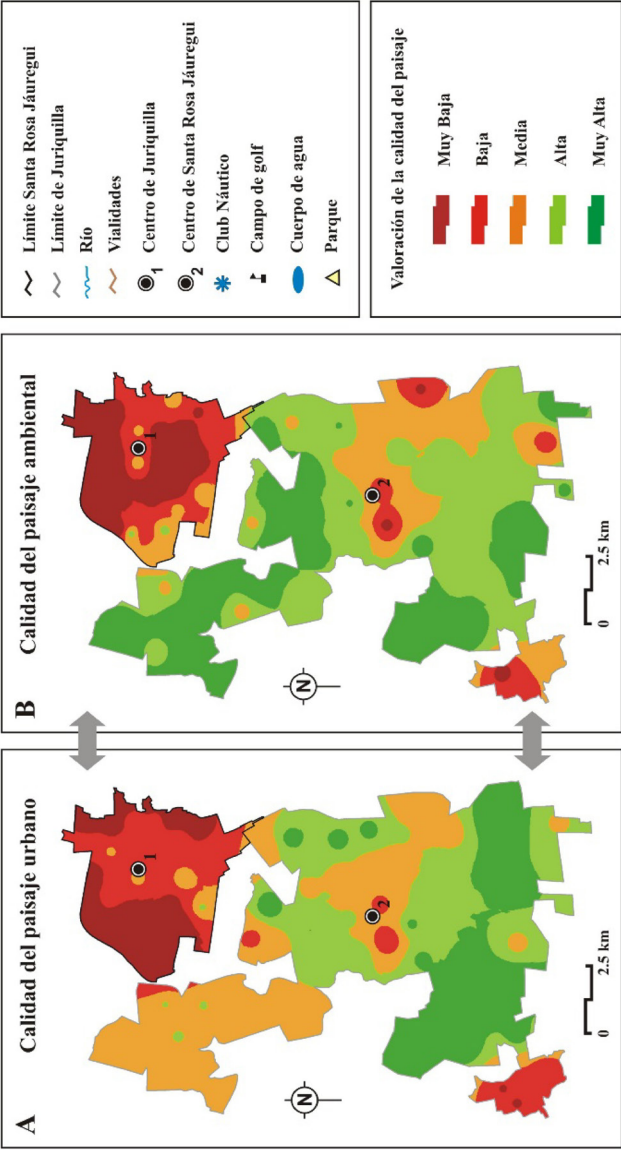 A Calidad del paisaje urbano
N
0 2.5 km
1
2
B Calidad del paisaje ambiental
N
0 2.5 km
1
2
Límite Santa Rosa Jáuregui
Límite de Juriquilla
Río
Vialidades
1 Centro de Juriquilla
2 Centro de Santa Rosa Jáuregui
Club Náutico
Campo de golf
Cuerpo de agua
Parque
Valoración de la calidad del paisaje
Muy Baja
Baja
Media
Alta
Muy Alta